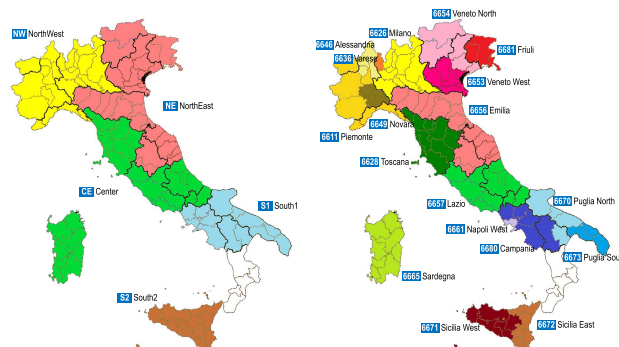 NW NorthWest
NE NorthEast
CE Center
S1 South1
S2 South2
6654 Veneto North
6626 Milano
6646 Alessandria
6636 Varese
6681 Friuli
6653 Veneto West
6656 Emilia
6649 Novara
6611 Piemonte
6628 Toscana
6670 Puglia North
6657 Lazio
6661 Napoli West
6680 Campania
6673 Puglia Sou
6665 Sardegna
6672 Sicilia East
6671 Sicilia West